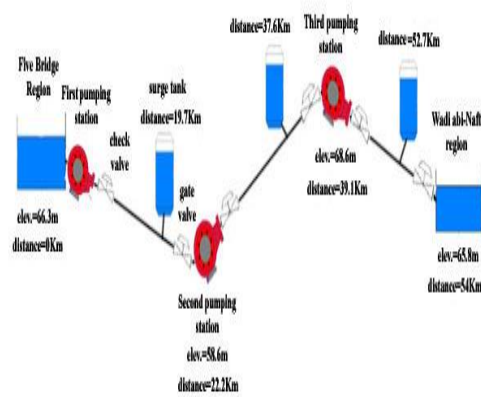 Five Bridge
Region
elev.=66.3m
distance=0Km
First pumping
station
check
valve
surge tank
distance=19.7Km
gate
valve
Second pumping
station
elev.=58.6m
distance=22.2Km
distance=37.6Km
Third pumping
station
elev.=68.6m
distance=39.1Km
distance=52.7Km
Wadi abi-Naft
region
elev.=65.8m
distance=54Km